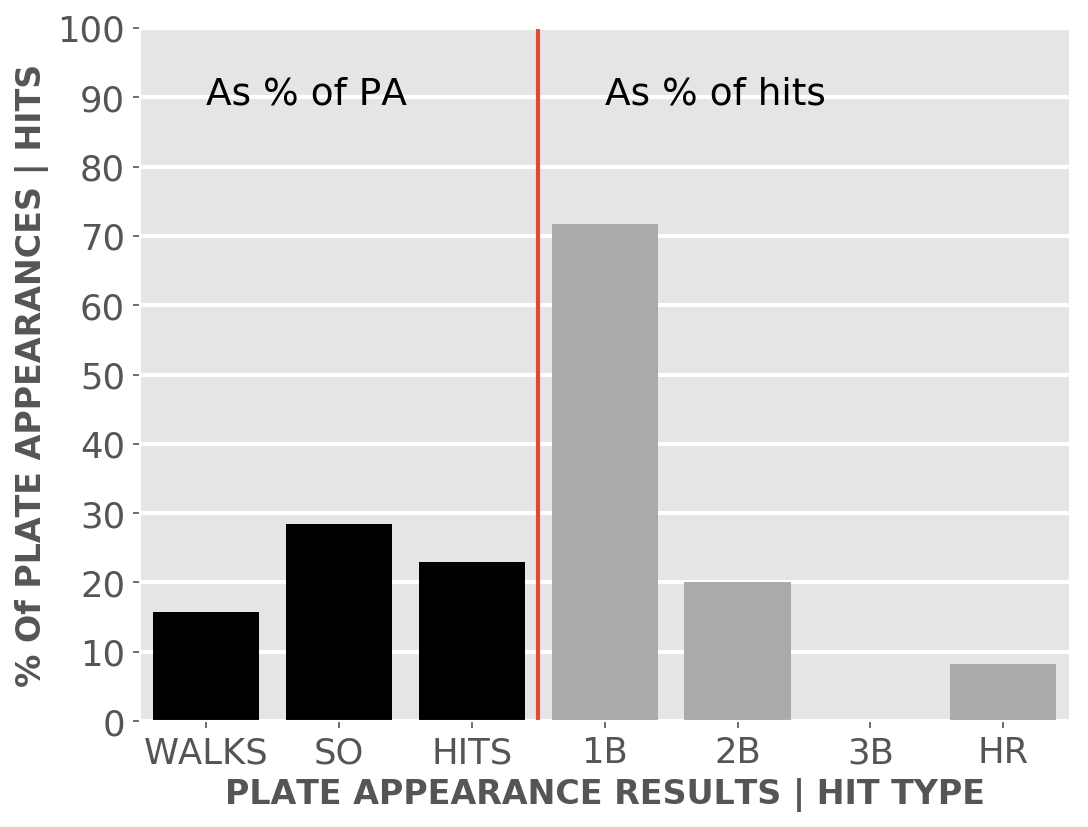 100
90
80
70
60
50
40
30
20
10
0
% Of PLATE APPEARANCES | HITS
As % of PA
As % of hits
WALKS SO HITS 1B 2B 3B HR
PLATE APPEARANCE RESULTS | HIT TYPE